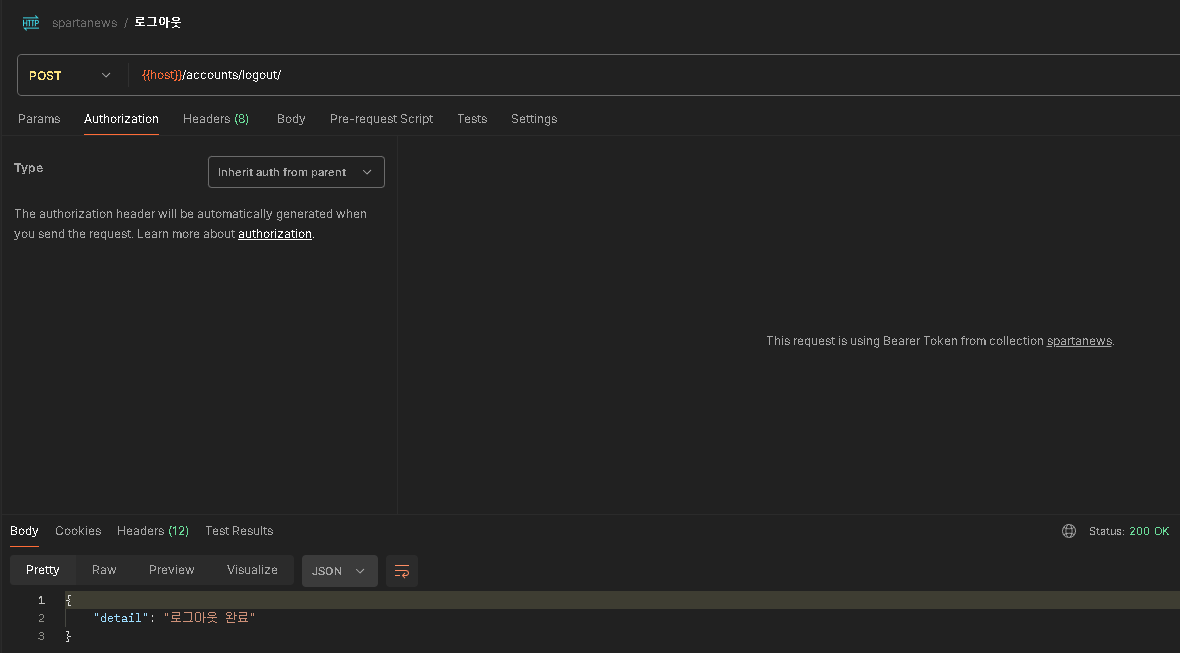 HTTP spartanews / 로그아웃
POST {{host}}/accounts/logout/
Params Authorization Headers (8) Body Pre-request Script Tests Settings
Type Inherit auth from parent
The authorization header will be automatically generated when
you send the request. Learn more about authorization.
This request is using Bearer Token from collection spartanews.
Body Cookies Headers (12) Test Results Status: 200 OK
Pretty Raw Preview Visualize JSON
1 {
2 "detail": "로그아웃 완료"
3 }